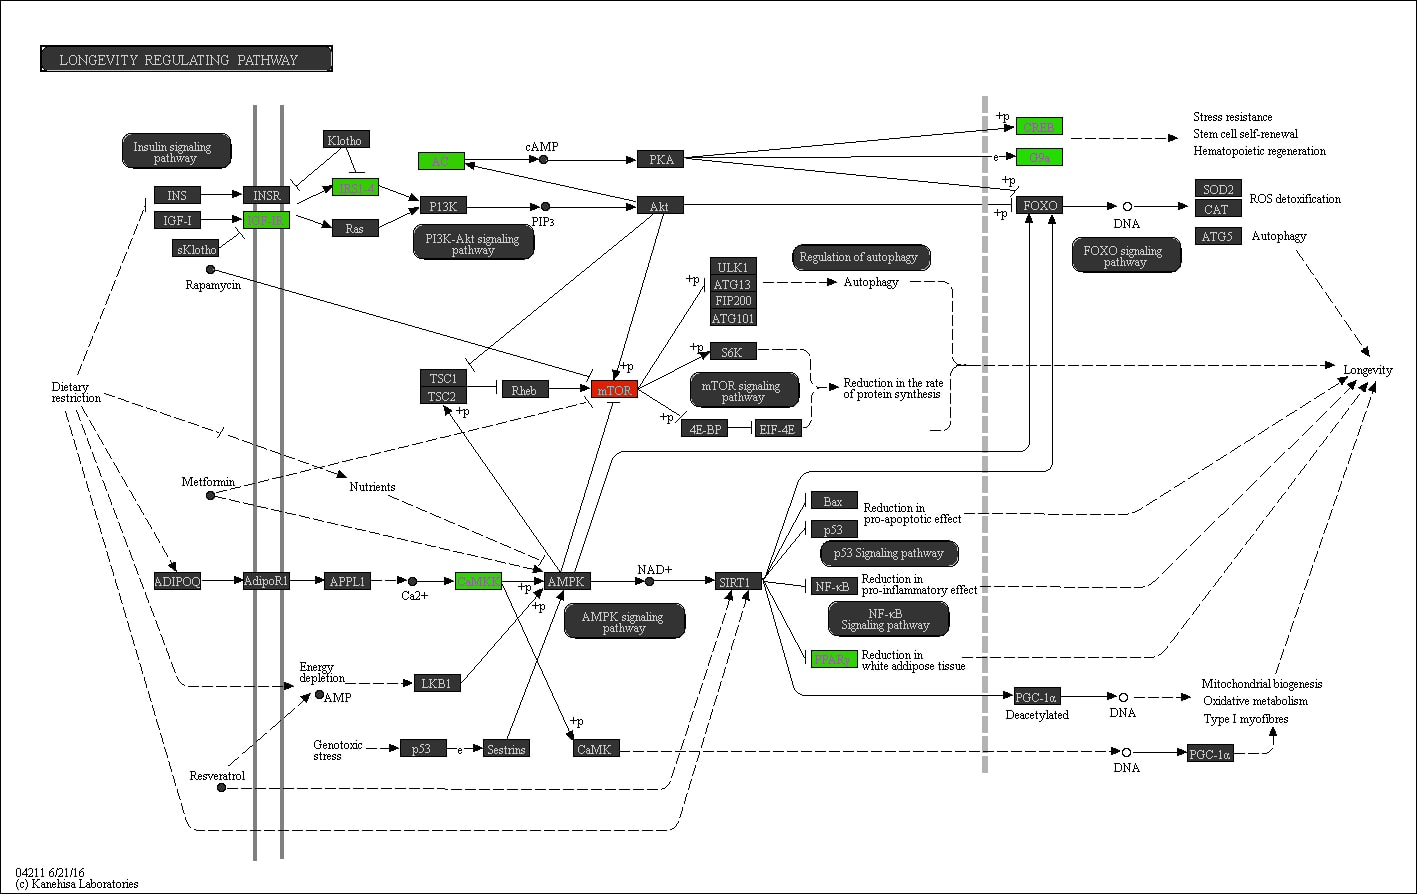 LONGEVITY REGULATING PATHWAY
Insulin signaling
pathway
Klotho
cAMP
AC
PKA
+p
CREB
e
G9a
Stress resistance
Stem cell self-renewal
Hematopoietic regeneration
INS
INSR
IRS1-4
IGF-I
IGF-IR
Ras
sKlotho
P13K
PIP3
Akt
+p
+p
FOXO
DNA
SOD2
CAT
ROS detoxification
ATG5
Autophagy
PI3K-Akt signaling
pathway
FOXO signaling
pathway
Rapamycin
ULK1
ATG13
FIP200
ATG101
+p
Regulation of autophagy
Autophagy
+p
S6K
+p
TSC1
TSC2
+p
Rheb
mTOR
mTOR signaling
pathway
Reduction in the rate
of protein synthesis
+p
4E-BP
EIF-4E
Longevity
Dietary
restriction
Metformin
Nutrients
Bax
Reduction in
pro-apoptotic effect
p53
p53 Signaling pathway
ADIPOQ
AdipoR1
APPL1
Ca2+
CaMKK
+p
+p
AMPK
NAD+
SIRT1
NF-κB
Reduction in
pro-inflammatory effect
AMPK signaling
pathway
NF-κB
Signaling pathway
PPARγ
Reduction in
white addipose tissue
Energy
depletion
AMP
LKB1
PGC-1α
Deacetylated
DNA
Mitochondrial biogenesis
Oxidative metabolism
Type I myofibres
Genotoxic
stress
p53
e
Sestrins
+p
CaMK
DNA
PGC-1α
Resveratrol
04211 6/21/16
(c) Kanehisa Laboratories